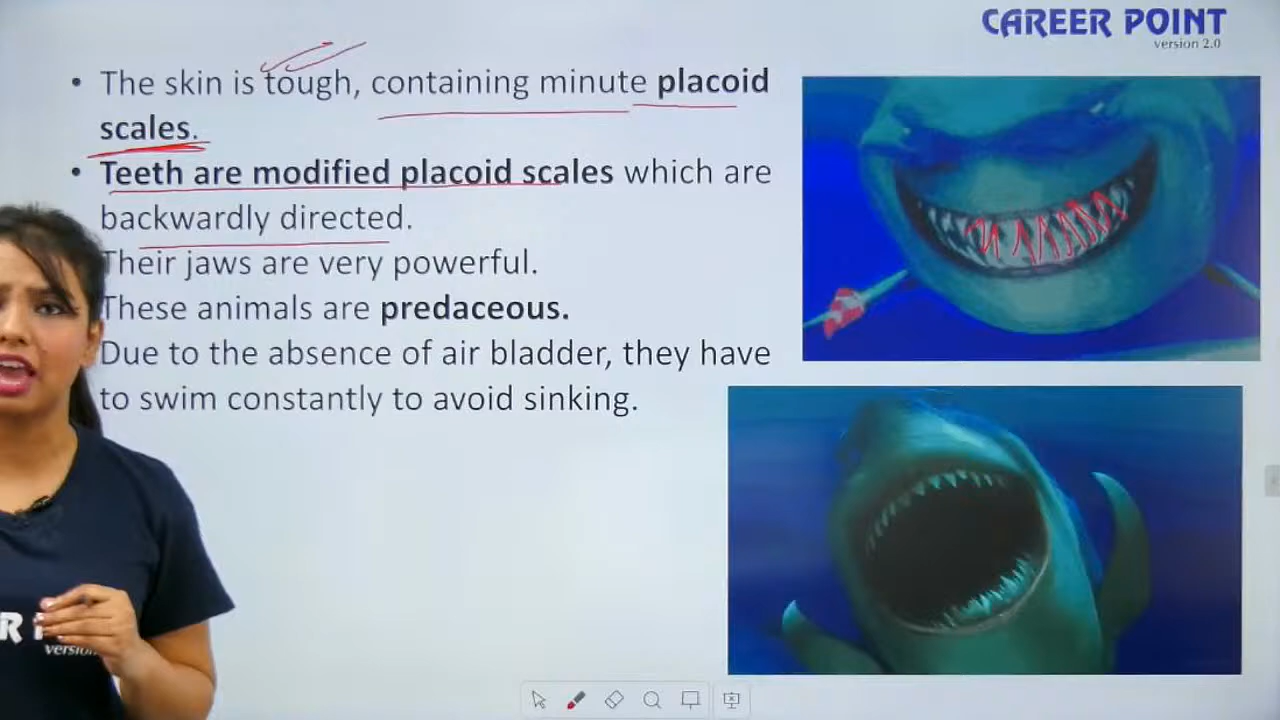 CAREER POINT
version 2.0
• The skin is tough, containing minute placoid
scales.
• Teeth are modified placoid scales which are
backwardly directed.
Their jaws are very powerful.
These animals are predaceous.
Due to the absence of air bladder, they have
to swim constantly to avoid sinking.